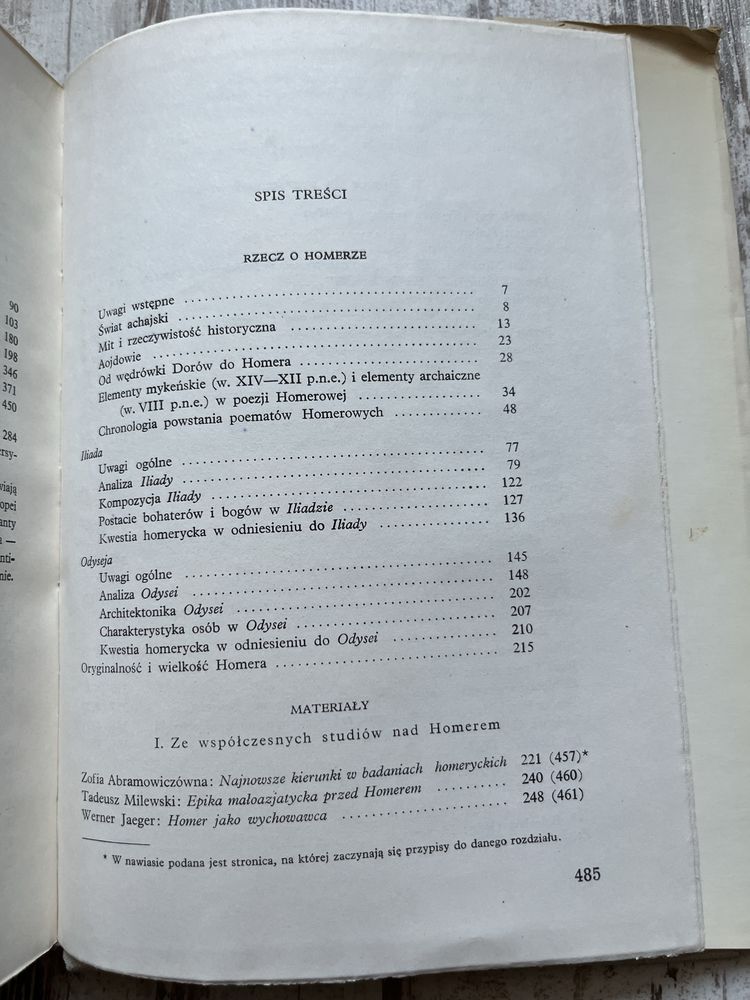 90
103
180
198
346
371
450
284
SPIS TREŚCI
RZECZ O HOMERZE
Uwagi wstępne 7
Świat achajski 8
Mit i rzeczywistość historyczna 13
Aojdowie 23
Od wędrówki Dorów do Homera 28
Elementy mykeńskie (w. XIV—XII p.n.e.) i elementy archaiczne
(w. VIII p.n.e.) w poezji Homerowej 34
Chronologia powstania poematów Homerowych 48
Iliada
Uwagi ogólne 77
Analiza Iliady 79
Kompozycja Iliady 122
Postacie bohaterów i bogów w Iliadzie 127
Kwestia homerycka w odniesieniu do Iliady 136
Odyseja
Uwagi ogólne 145
Analiza Odysei 148
Architektonika Odysei 202
Charakterystyka osób w Odysei 207
Kwestia homerycka w odniesieniu do Odysei 210
Oryginalność i wielkość Homera 215
MATERIAŁY
I. Ze współczesnych studiów nad Homerem
Zofia Abramowiczówna: Najnowsze kierunki w badaniach homeryckich 221 (457)*
Tadeusz Milewski: Epika małoazjatycka przed Homerem 240 (460)
Werner Jaeger: Homer jako wychowawca 248 (461)
* W nawiasie podana jest stronica, na której zaczynają się przypisy do danego rozdziału.
485